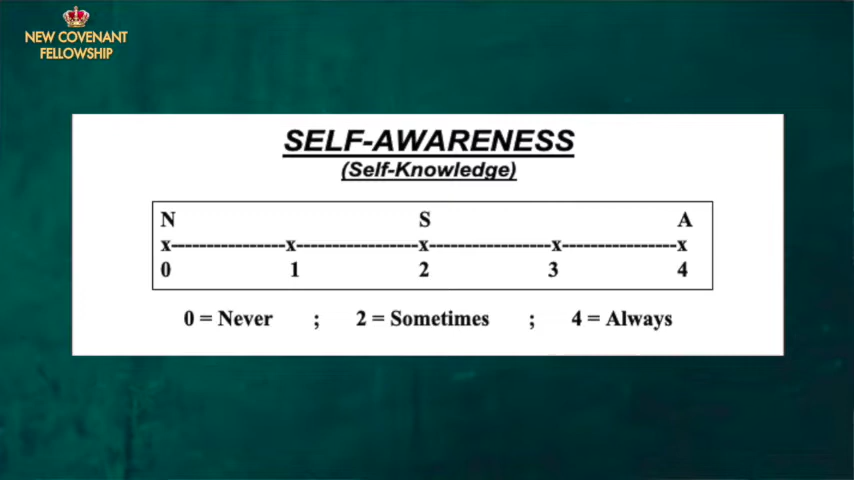 NEW COVENANT
FELLOWSHIP
SELF-AWARENESS
(Self-Knowledge)
N S A
x----------------x-----------------x-----------------x----------------x
0 1 2 3 4
0 = Never ; 2 = Sometimes ; 4 = Always